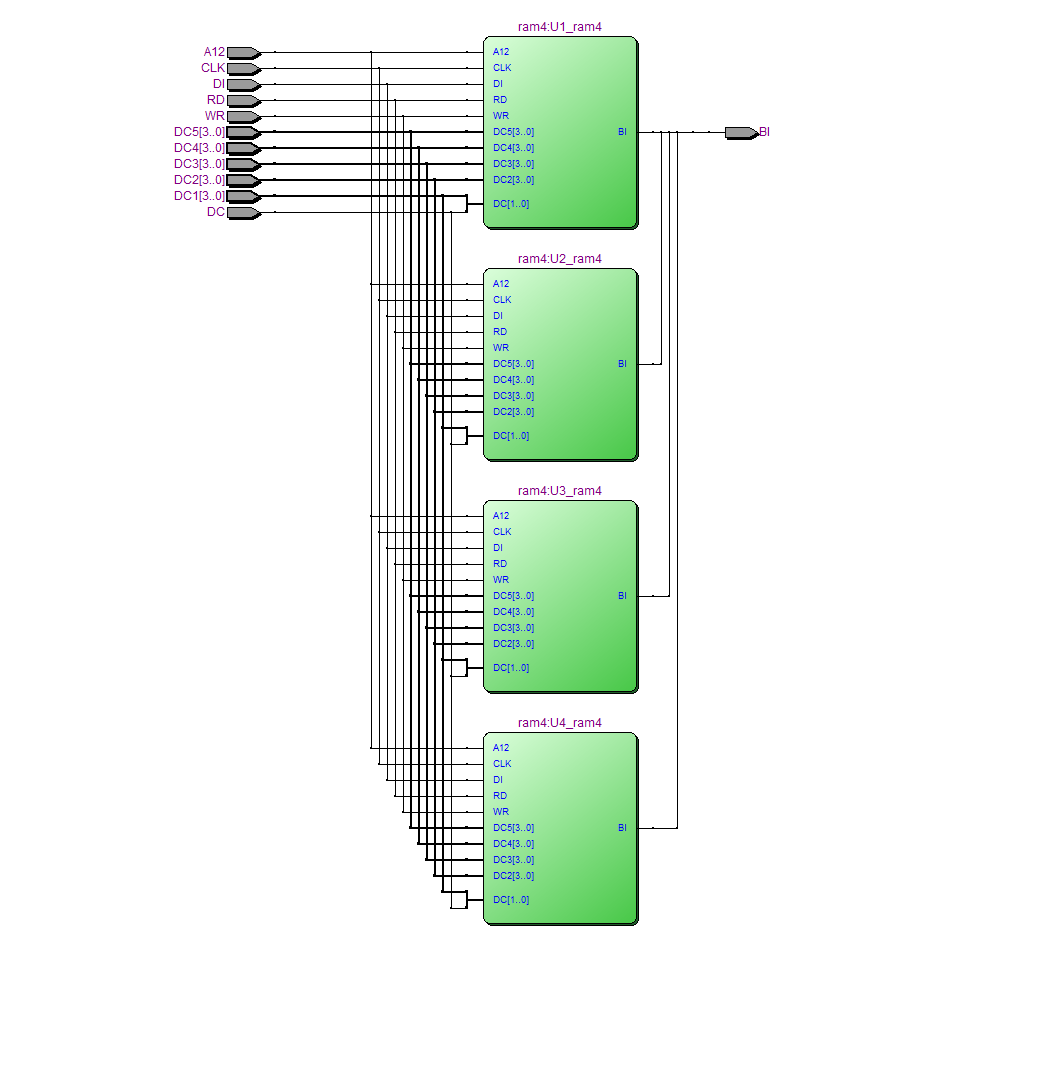 A12
CLK
DI
RD
WR
DC5[3..0]
DC4[3..0]
DC3[3..0]
DC2[3..0]
DC1[3..0]
DC
ram4:U1_ram4
A12
CLK
DI
RD
WR
DC5[3..0] BI
DC4[3..0]
DC3[3..0]
DC2[3..0]
DC[1..0]
BI
ram4:U2_ram4
A12
CLK
DI
RD
WR
DC5[3..0] BI
DC4[3..0]
DC3[3..0]
DC2[3..0]
DC[1..0]
ram4:U3_ram4
A12
CLK
DI
RD
WR
DC5[3..0] BI
DC4[3..0]
DC3[3..0]
DC2[3..0]
DC[1..0]
ram4:U4_ram4
A12
CLK
DI
RD
WR
DC5[3..0] BI
DC4[3..0]
DC3[3..0]
DC2[3..0]
DC[1..0]